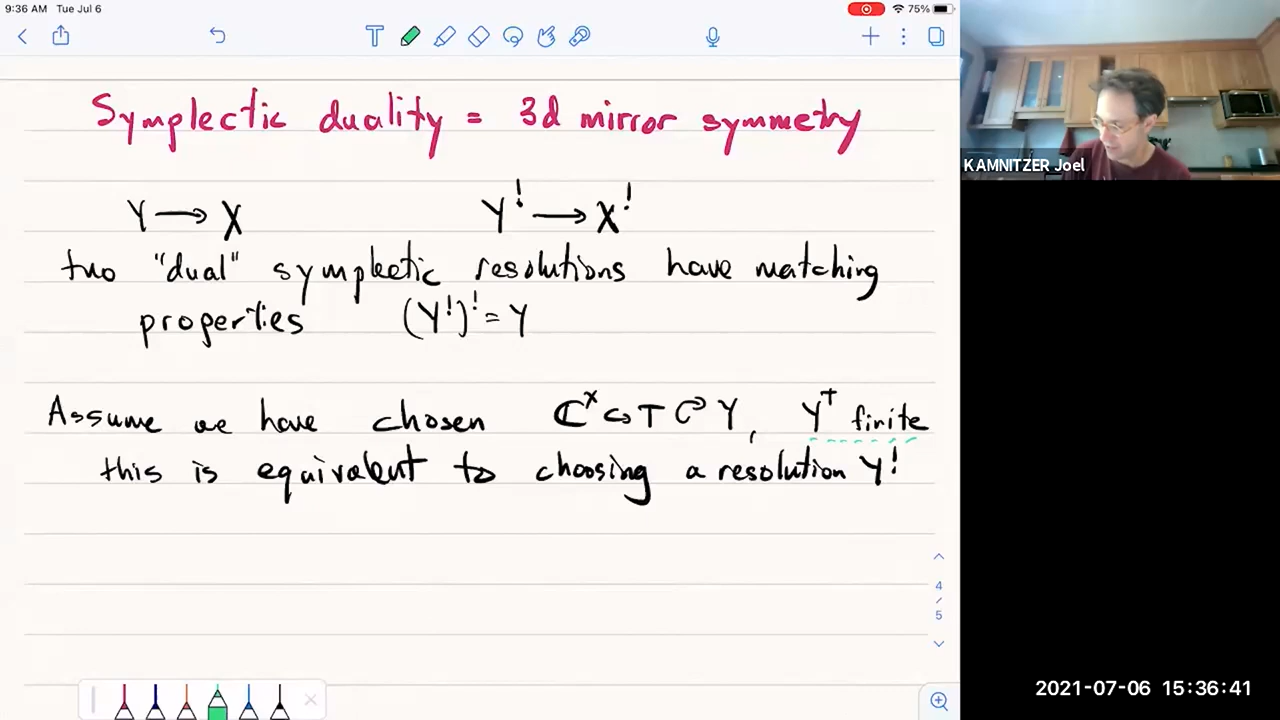 9:36 AM Tue Jul 6
75%
Symplectic duality = 3d mirror symmetry
Y → X Y! → X!
two "dual" symplectic resolutions have matching
properties (Y!)! = Y
Assume we have chosen ℂ^× ↪ T ↻ Y, Y^T finite
this is equivalent to choosing a resolution Y!
KAMNITZER Joel
4
/
5
2021-07-06 15:36:41